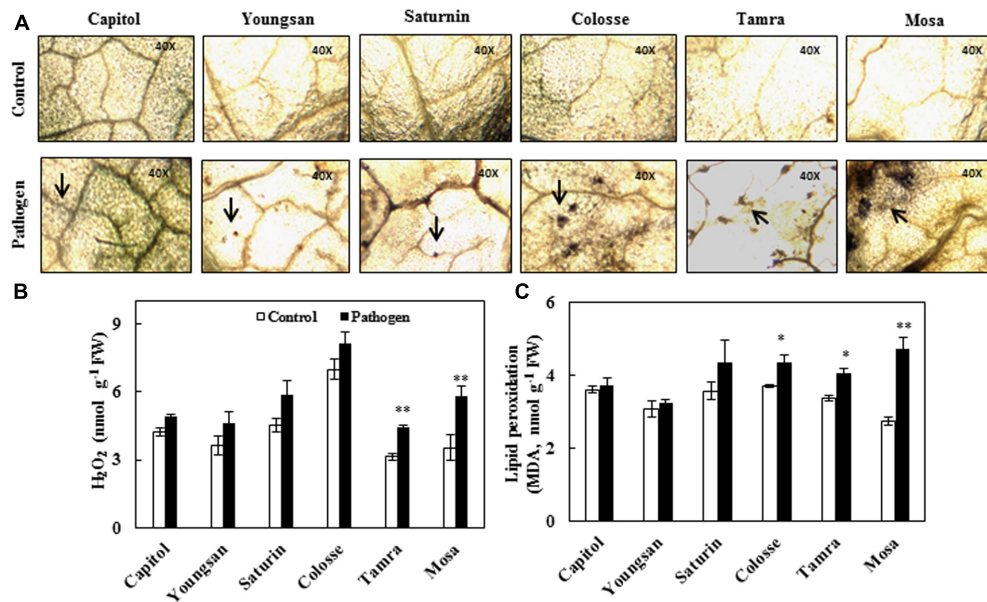 A
Capitol Youngsan Saturnin Colosse Tamra Mosa
Control
40X 40X 40X 40X 40X 40X
Pathogen
40X 40X 40X 40X 40X 40X
B
H₂O₂ (nmol g⁻¹ FW)
9
6
3
0
Control Pathogen
**
**
Capitol Youngsan Saturin Colosse Tamra Mosa
C
Lipid peroxidation
(MDA, nmol g⁻¹ FW)
6
4
2
0
*
*
**
Capitol Youngsan Saturin Colosse Tamra Mosa